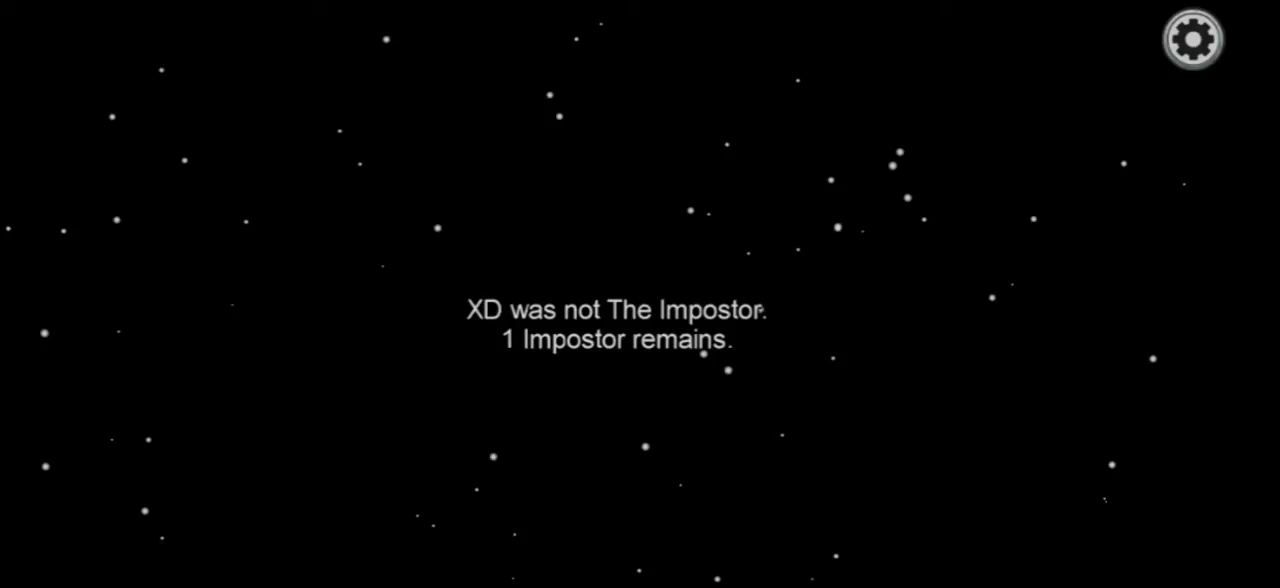 XD was not The Impostor.
1 Impostor remains.